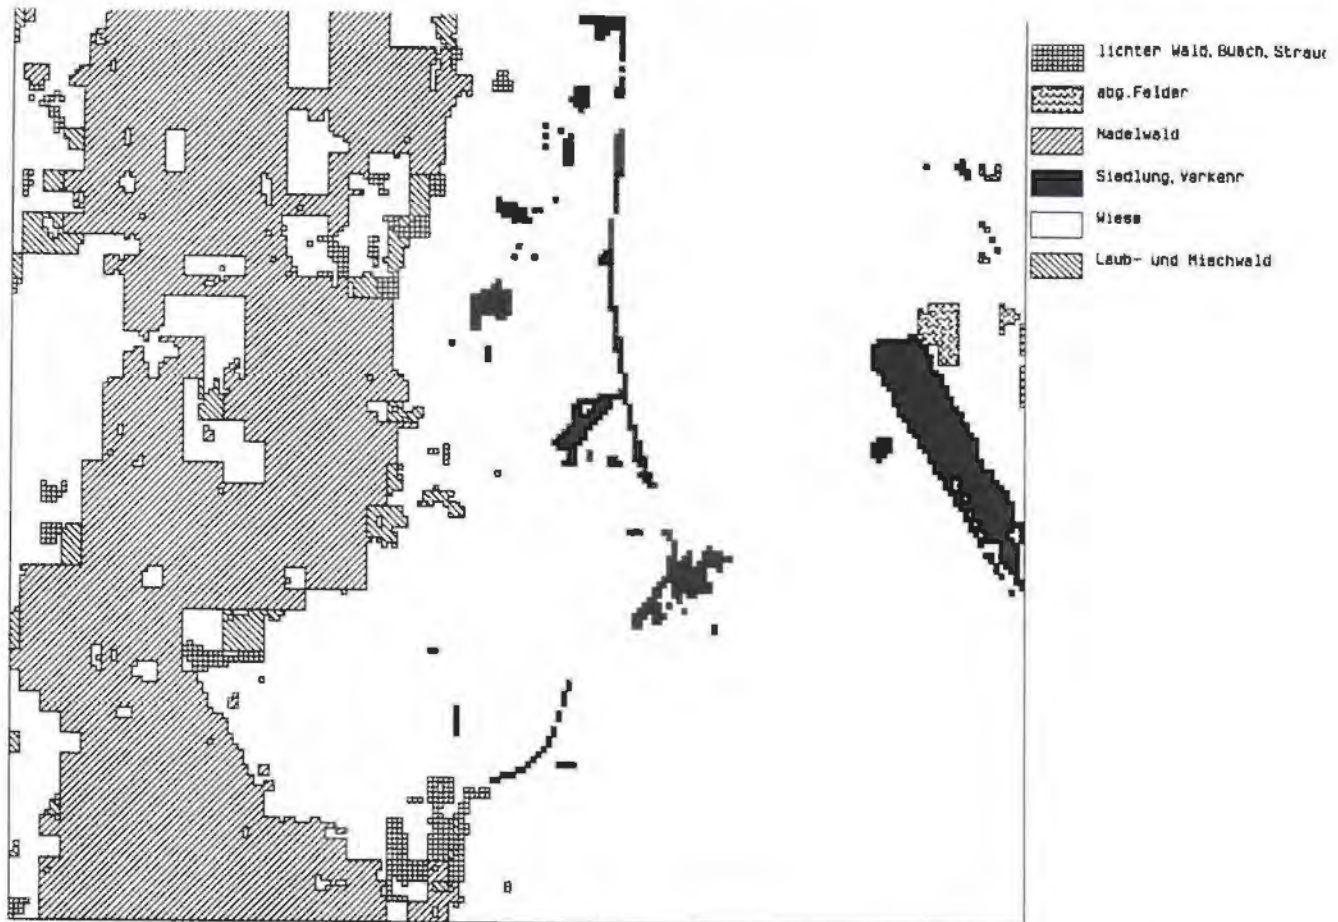 lichter Wald, Busch, Strauc
abg.Felder
Nadelwald
Siedlung, Verkehr
Wiese
Laub- und Mischwald